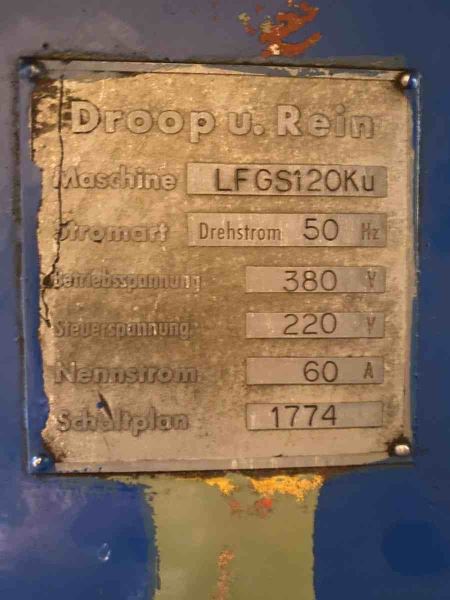 Droop u. Rein
Maschine LFGS120Ku
Stromart Drehstrom 50 Hz
Betriebsspannung 380 V
Steuerspannung 220 V
Nennstrom 60 A
Schaltplan 1774